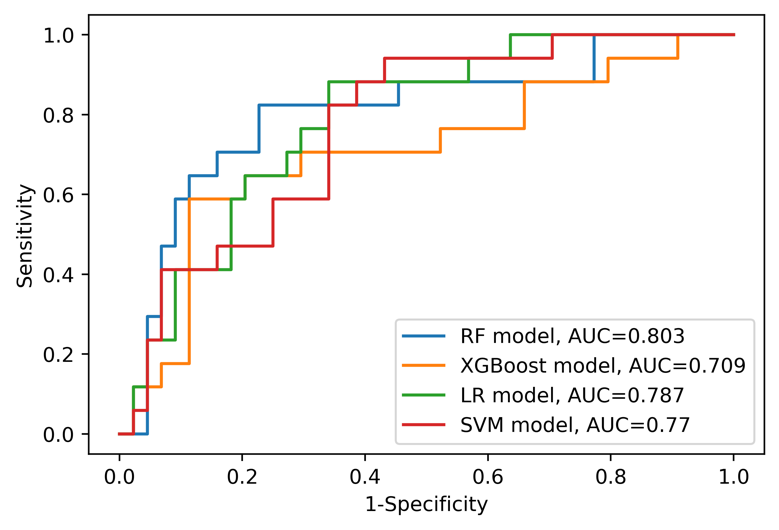 1.0
0.8
0.6
0.4
0.2
0.0
Sensitivity
RF model, AUC=0.803
XGBoost model, AUC=0.709
LR model, AUC=0.787
SVM model, AUC=0.77
0.0 0.2 0.4 0.6 0.8 1.0
1-Specificity